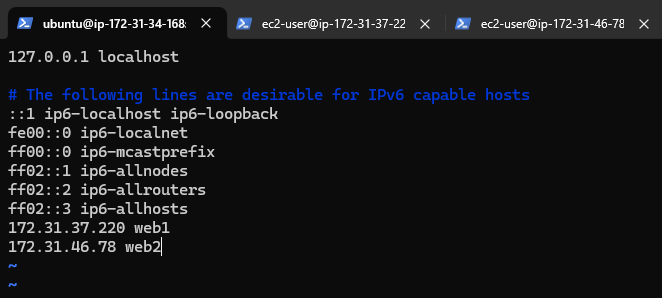 ubuntu@ip-172-31-34-168:
ec2-user@ip-172-31-37-22
ec2-user@ip-172-31-46-78
127.0.0.1 localhost
# The following lines are desirable for IPv6 capable hosts
::1 ip6-localhost ip6-loopback
fe00::0 ip6-localnet
ff00::0 ip6-mcastprefix
ff02::1 ip6-allnodes
ff02::2 ip6-allrouters
ff02::3 ip6-allhosts
172.31.37.220 web1
172.31.46.78 web2
~
~